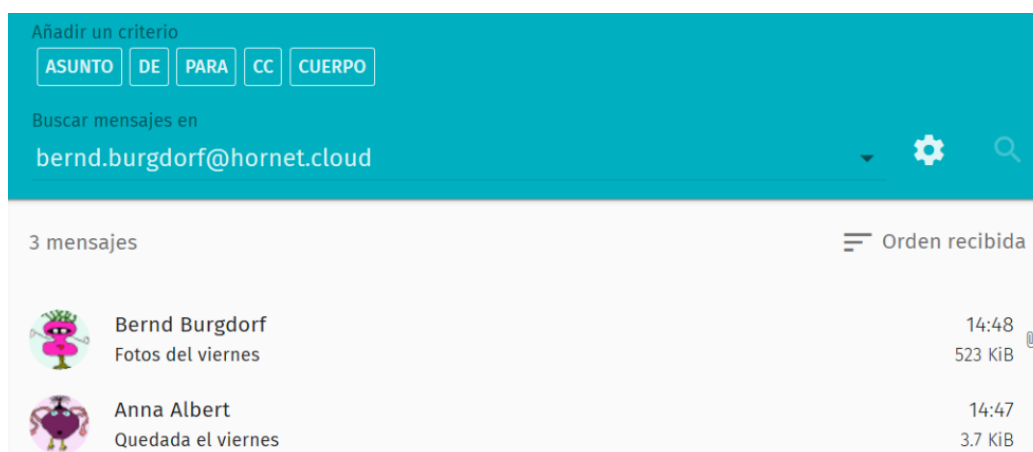 Añadir un criterio
ASUNTO DE PARA CC CUERPO
Buscar mensajes en
bernd.burgdorf@hornet.cloud
3 mensajes Orden recibida
Bernd Burgdorf 14:48
Fotos del viernes 523 KiB
Anna Albert 14:47
Quedada el viernes 3.7 KiB